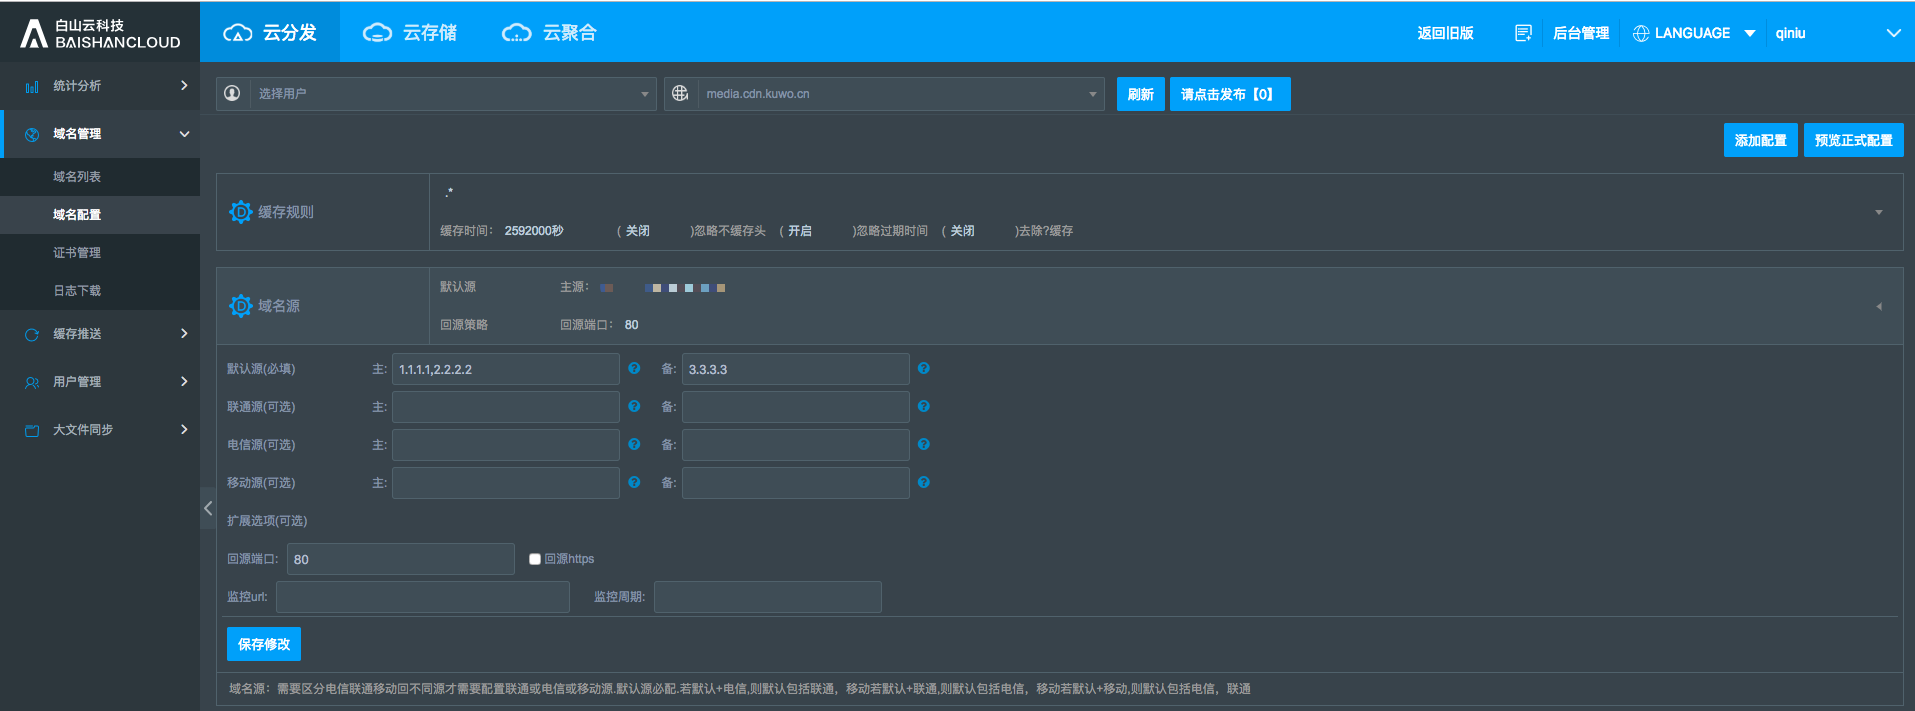 白山云科技
BAISHANCLOUD
云分发
云存储
云聚合
返回旧版
后台管理
LANGUAGE
qiniu
统计分析
域名管理
域名列表
域名配置
证书管理
日志下载
缓存推送
用户管理
大文件同步
选择用户
media.cdn.kuwo.cn
刷新
请点击发布【0】
添加配置
预览正式配置
缓存规则
.*
缓存时间： 2592000秒 （ 关闭 )忽略不缓存头 （ 开启 )忽略过期时间 （ 关闭 )去除?缓存
域名源
默认源 主源：
回源策略 回源端口： 80
默认源(必填) 主: 1.1.1.1,2.2.2.2 备: 3.3.3.3
联通源(可选) 主: 备:
电信源(可选) 主: 备:
移动源(可选) 主: 备:
扩展选项(可选)
回源端口: 80 回源https
监控url: 监控周期:
保存修改
域名源：需要区分电信联通移动回不同源才需要配置联通或电信或移动源.默认源必配.若默认+电信,则默认包括联通，移动若默认+联通,则默认包括电信，移动若默认+移动,则默认包括电信，联通